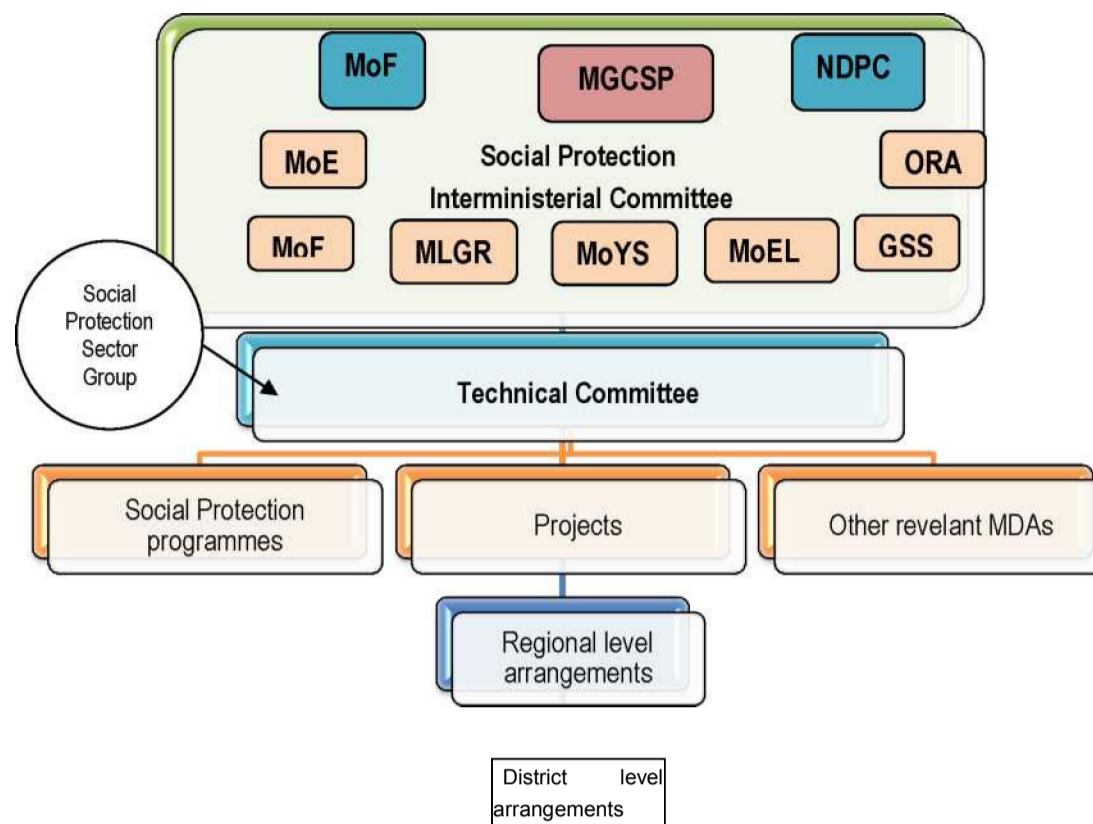 MoF
MGCSP
NDPC
MoE
Social Protection
Interministerial Committee
ORA
MoF
MLGR
MoYS
MoEL
GSS
Social
Protection
Sector
Group
Technical Committee
Social Protection
programmes
Projects
Other revelant MDAs
Regional level
arrangements
District level
arrangements